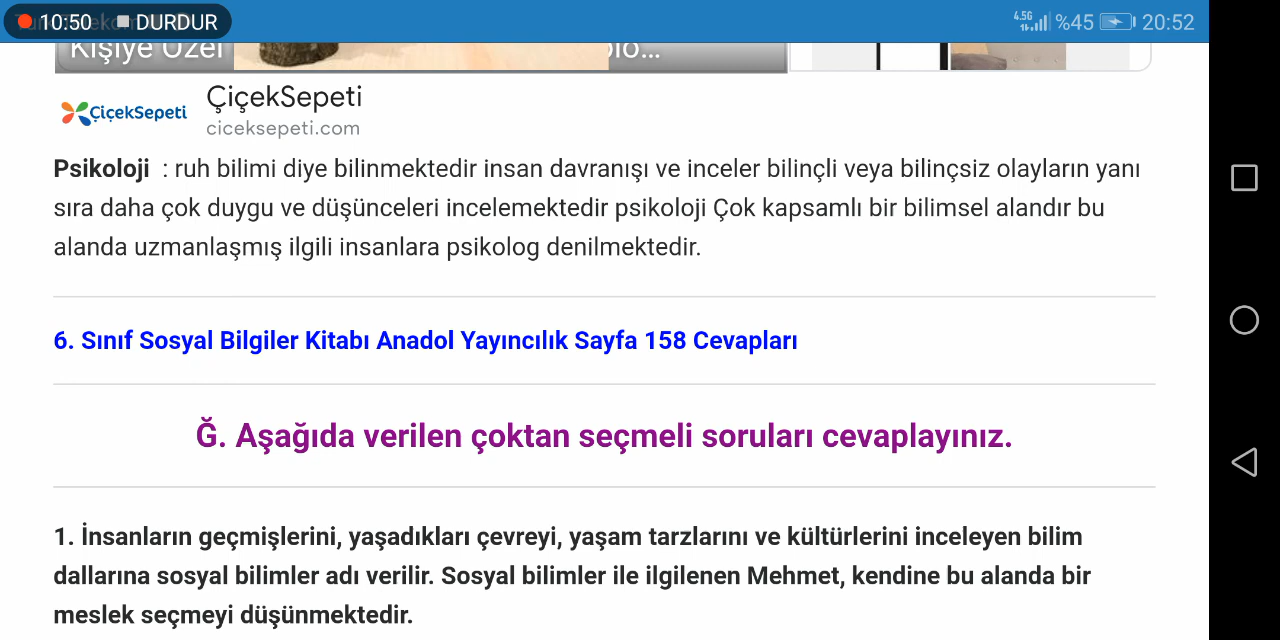 10:50 DURDUR
4.5G %45 20:52
Kişiye Özel
ÇiçekSepeti ÇiçekSepeti
ciceksepeti.com
Psikoloji : ruh bilimi diye bilinmektedir insan davranışı ve inceler bilinçli veya bilinçsiz olayların yanı
sıra daha çok duygu ve düşünceleri incelemektedir psikoloji Çok kapsamlı bir bilimsel alandır bu
alanda uzmanlaşmış ilgili insanlara psikolog denilmektedir.
6. Sınıf Sosyal Bilgiler Kitabı Anadol Yayıncılık Sayfa 158 Cevapları
Ğ. Aşağıda verilen çoktan seçmeli soruları cevaplayınız.
1. İnsanların geçmişlerini, yaşadıkları çevreyi, yaşam tarzlarını ve kültürlerini inceleyen bilim
dallarına sosyal bilimler adı verilir. Sosyal bilimler ile ilgilenen Mehmet, kendine bu alanda bir
meslek seçmeyi düşünmektedir.